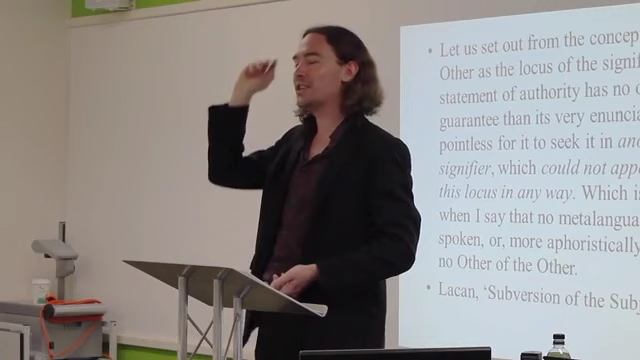 • Let us set out from the concep
Other as the locus of the signif
statement of authority has no o
guarantee than its very enuncia
pointless for it to seek it in ano
signifier, which could not appe
this locus in any way. Which is
when I say that no metalangua
spoken, or, more aphoristically
no Other of the Other.
• Lacan, 'Subversion of the Sub